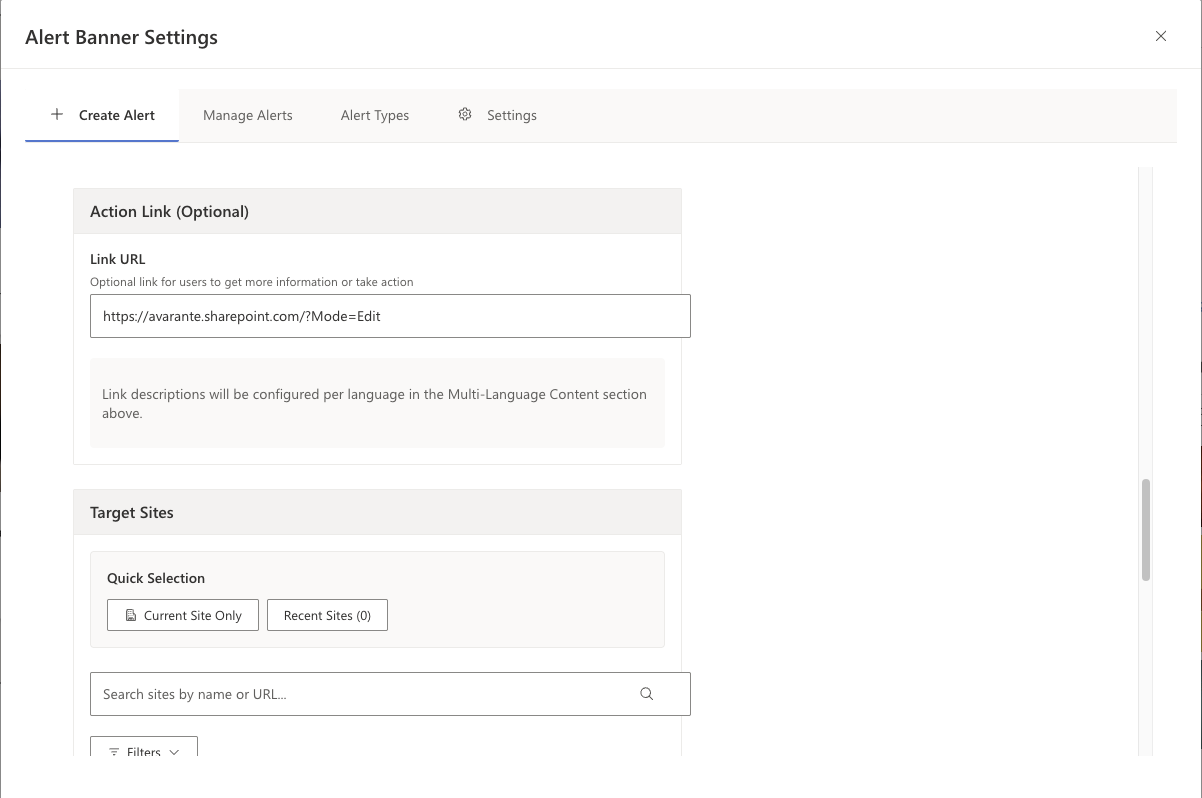 Alert Banner Settings
Create Alert
Manage Alerts
Alert Types
Settings
Action Link (Optional)
Link URL
Optional link for users to get more information or take action
https://avarante.sharepoint.com/?Mode=Edit
Link descriptions will be configured per language in the Multi-Language Content section
above.
Target Sites
Quick Selection
Current Site Only
Recent Sites (0)
Search sites by name or URL...
Filters